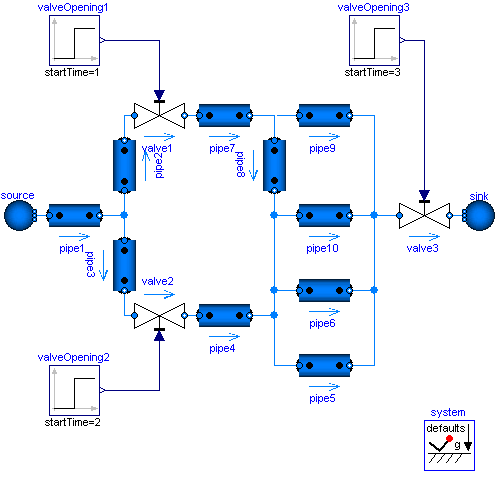 valveOpening1
valveOpening3
startTime=1
startTime=3
valve1
pipe7
pipe9
pipe2
pipe8
source
sink
pipe1
pipe10
valve3
pipe3
valve2
pipe4
pipe6
valveOpening2
pipe5
startTime=2
system
defaults
g